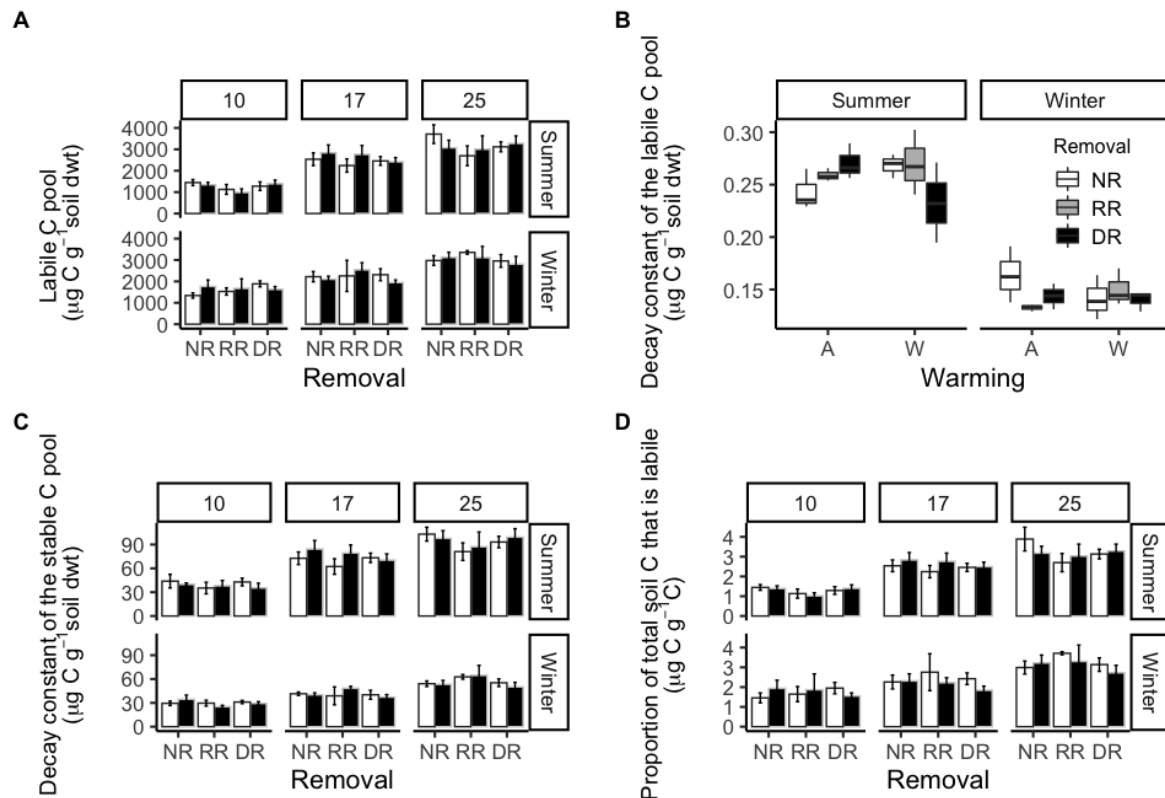 A
Labile C pool
(μg C g⁻¹soil dwt)
10 17 25
4000
3000
2000
1000
0
Summer
4000
3000
2000
1000
0
Winter
NR RR DR NR RR DR NR RR DR
Removal
B
Decay constant of the labile C pool
(μg C g⁻¹soil dwt)
Summer Winter
0.30
0.25
0.20
0.15
Removal
NR
RR
DR
A W A W
Warming
C
Decay constant of the stable C pool
(μg C g⁻¹soil dwt)
10 17 25
90
60
30
0
Summer
90
60
30
0
Winter
NR RR DR NR RR DR NR RR DR
Removal
D
Proportion of total soil C that is labile
(μg C g⁻¹C)
10 17 25
4
3
2
1
0
Summer
4
3
2
1
0
Winter
NR RR DR NR RR DR NR RR DR
Removal